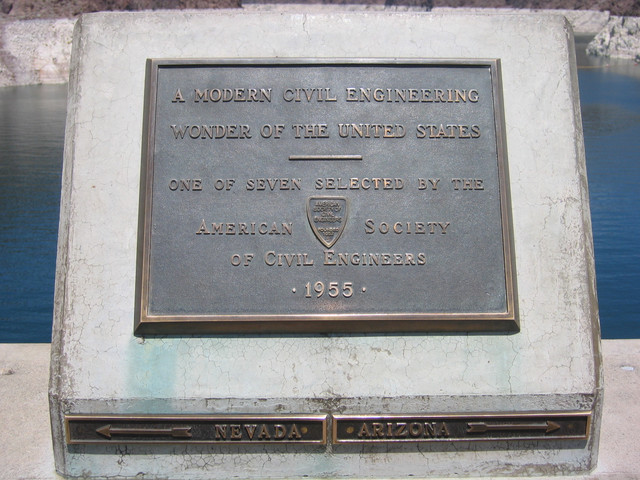 A MODERN CIVIL ENGINEERING
WONDER OF THE UNITED STATES
ONE OF SEVEN SELECTED BY THE
AMERICAN SOCIETY
OF CIVIL ENGINEERS
· 1955 ·
NEVADA · ARIZONA